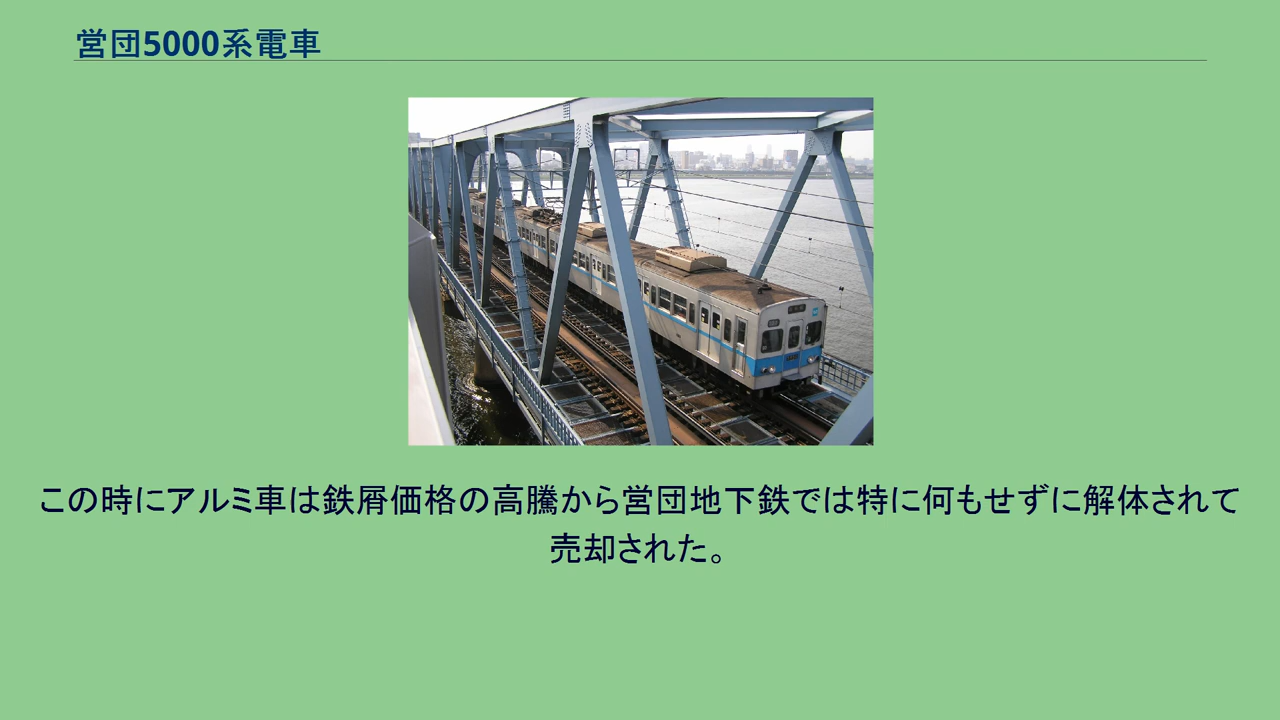 営団5000系電車
この時にアルミ車は鉄屑価格の高騰から営団地下鉄では特に何もせずに解体されて
売却された。